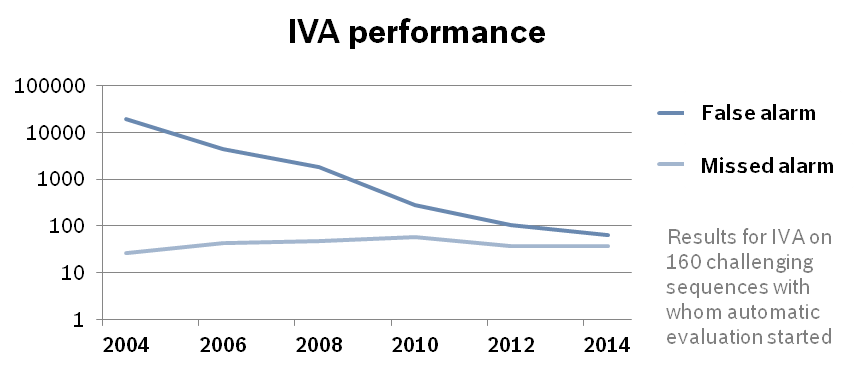 IVA performance
100000
10000
1000
100
10
1
2004 2006 2008 2010 2012 2014
False alarm
Missed alarm
Results for IVA on
160 challenging
sequences with
whom automatic
evaluation started